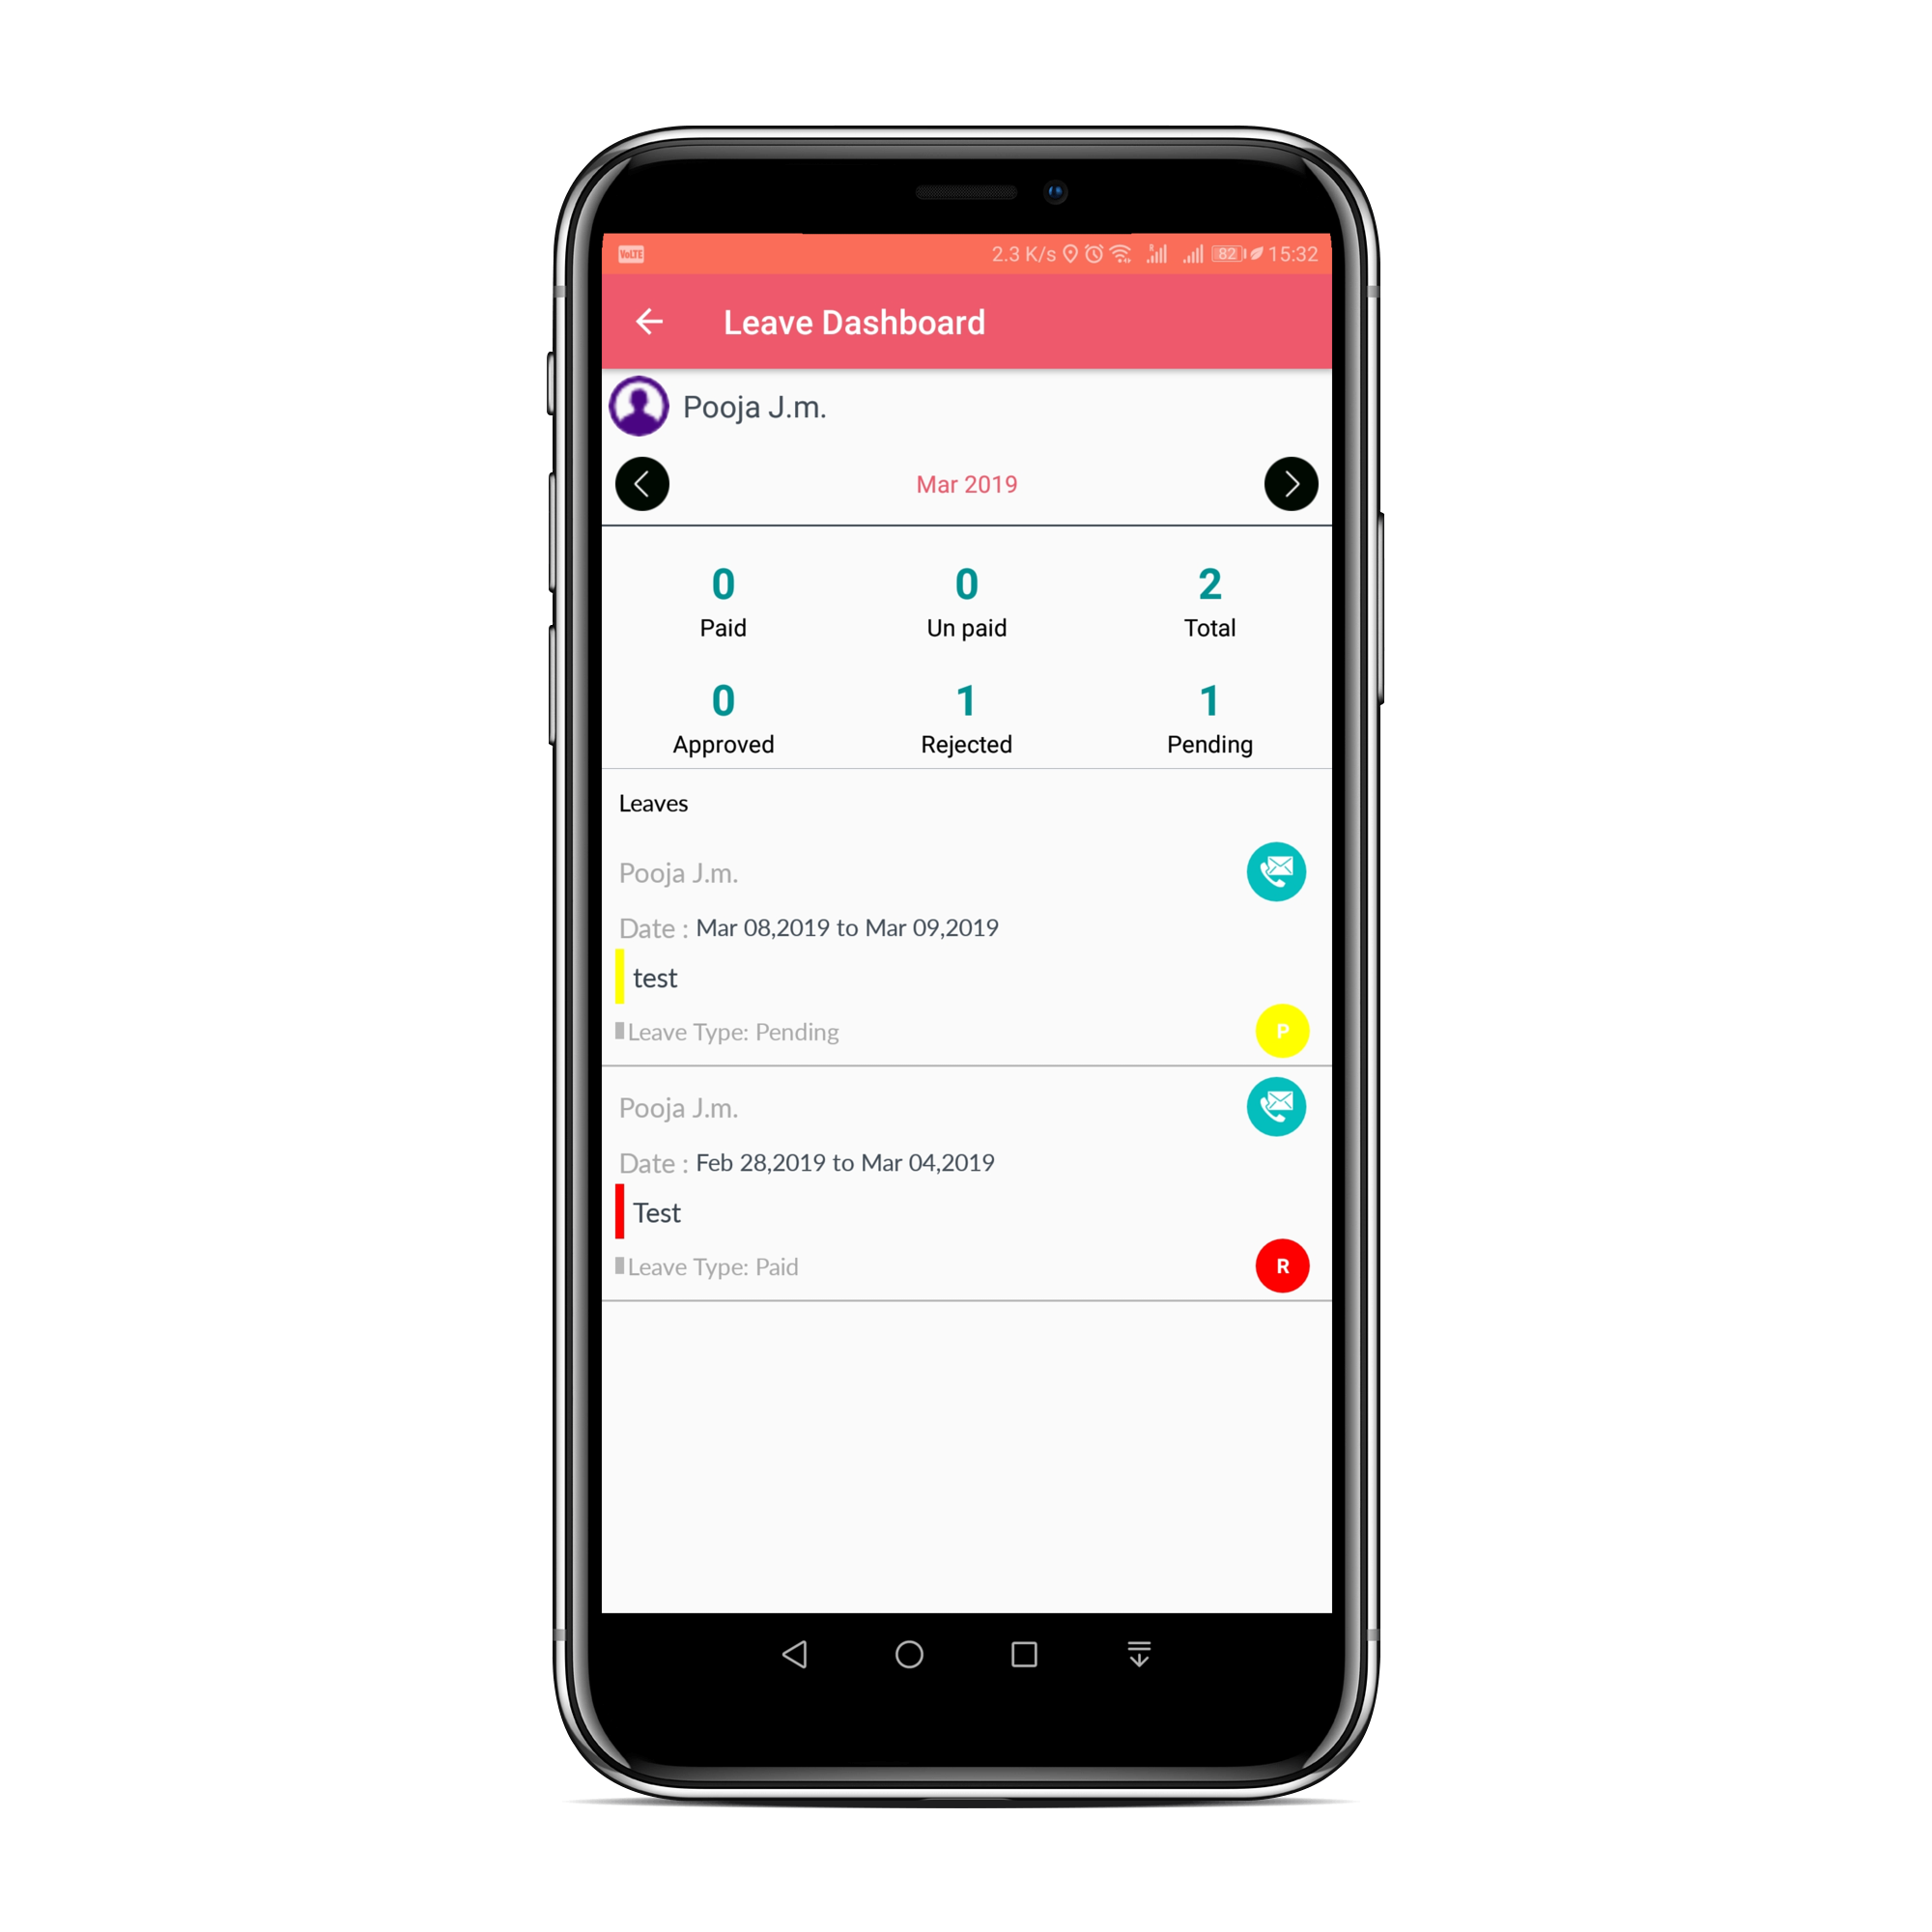 VoLTE 2.3 K/s R 82 15:32
Leave Dashboard
Pooja J.m.
Mar 2019
0 0 2
Paid Un paid Total
0 1 1
Approved Rejected Pending
Leaves
Pooja J.m.
Date : Mar 08,2019 to Mar 09,2019
test
Leave Type: Pending P
Pooja J.m.
Date : Feb 28,2019 to Mar 04,2019
Test
Leave Type: Paid R